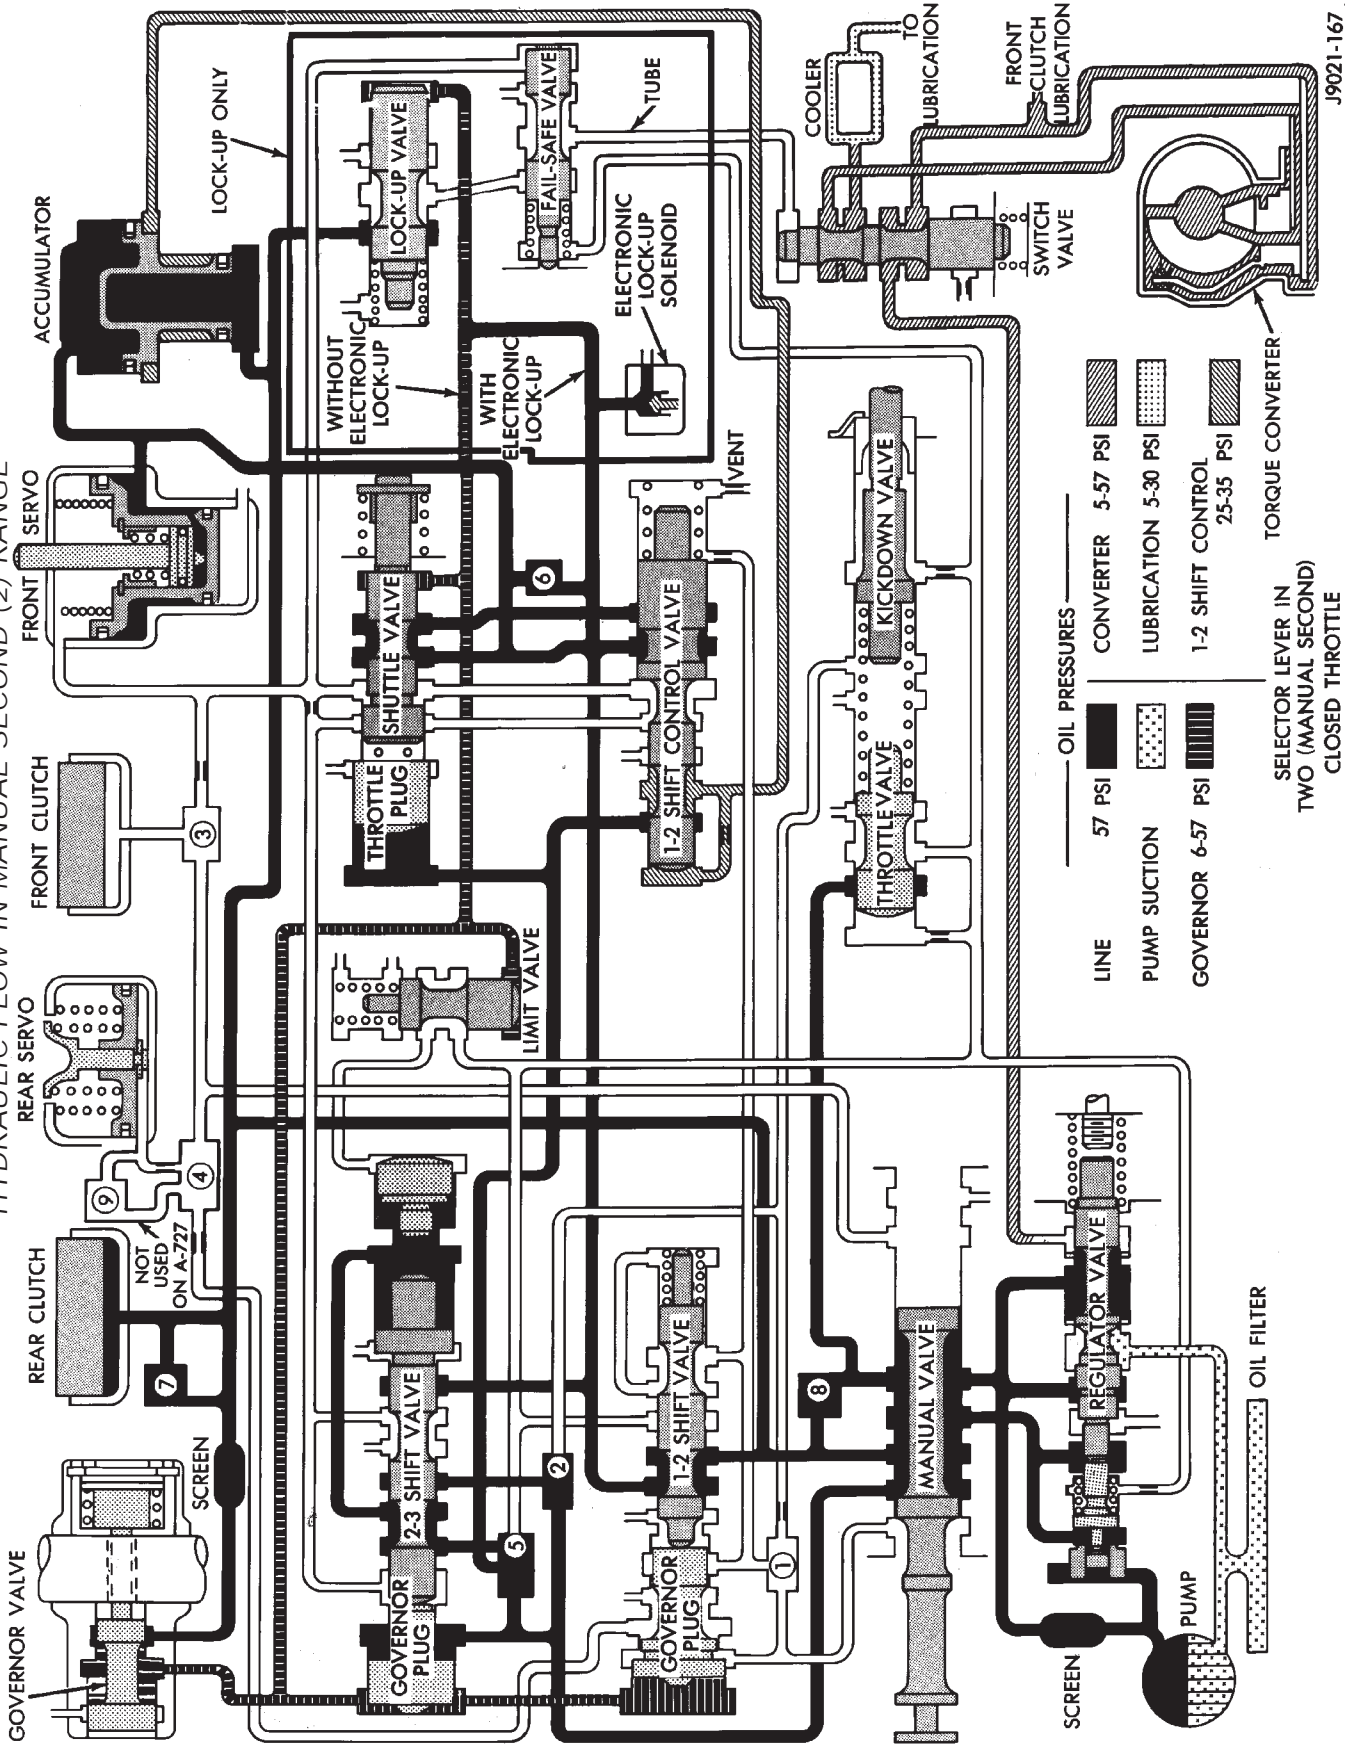 HYDRAULIC FLOW IN MANUAL SECOND (2) RANGE
GOVERNOR VALVE
REAR CLUTCH
REAR SERVO
FRONT CLUTCH
FRONT SERVO
ACCUMULATOR
LOCK-UP ONLY
SCREEN
7
NOT
USED
ON A-727
9
4
3
GOVERNOR
PLUG
2-3 SHIFT VALVE
LIMIT VALVE
THROTTLE
PLUG
SHUTTLE VALVE
WITHOUT
ELECTRONIC
LOCK-UP
LOCK-UP VALVE
FAIL-SAFE VALVE
TUBE
WITH
ELECTRONIC
LOCK-UP
ELECTRONIC
LOCK-UP
SOLENOID
5
2
6
GOVERNOR
PLUG
1-2 SHIFT VALVE
1-2 SHIFT CONTROL VALVE
VENT
1
8
COOLER
TO
LUBRICATION
FRONT
CLUTCH
LUBRICATION
SWITCH
VALVE
MANUAL VALVE
THROTTLE VALVE
KICKDOWN VALVE
SCREEN
PUMP
REGULATOR VALVE
OIL FILTER
OIL PRESSURES
LINE 57 PSI
CONVERTER 5-57 PSI
PUMP SUCTION
LUBRICATION 5-30 PSI
GOVERNOR 6-57 PSI
1-2 SHIFT CONTROL
25-35 PSI
TORQUE CONVERTER
SELECTOR LEVER IN
TWO (MANUAL SECOND)
CLOSED THROTTLE
J9021-167